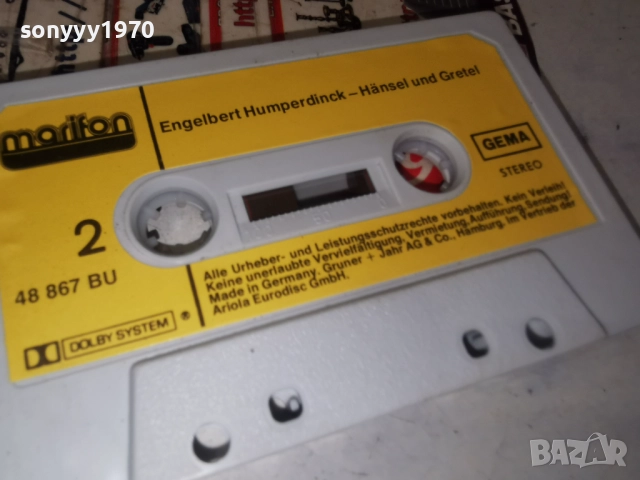 sonyyy1970
marifon
Engelbert Humperdinck – Hänsel und Gretel
GEMA
STEREO
2
48 867 BU
DOLBY SYSTEM ®
Alle Urheber- und Leistungsschutzrechte vorbehalten. Kein Verleih!
Keine unerlaubte Vervielfältigung, Vermietung, Aufführung, Sendung!
Made in Germany. Gruner + Jahr AG & Co., Hamburg. Im Vertrieb der
Ariola Eurodisc GmbH.
BAZAR